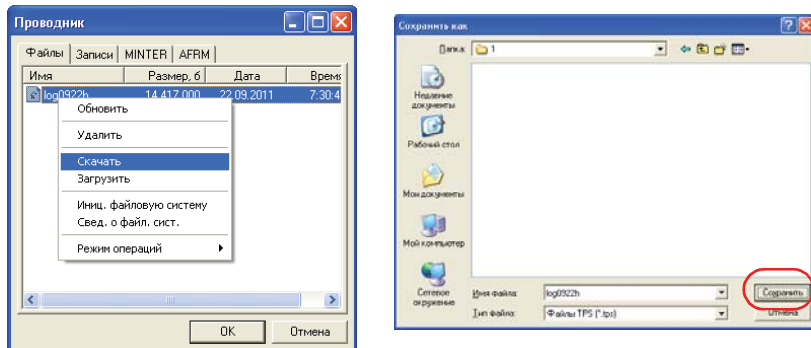 Проводник
Файлы Записи MINTER AFRM
Имя Размер, б Дата Время
log0922h 14 417 000 22.09.2011 7:30:4
Обновить
Удалить
Скачать
Загрузить
Иниц. файловую систему
Свед. о файл. сист.
Режим операций
OK Отмена
Сохранить как
Папка: 1
Недавние документы
Рабочий стол
Мои документы
Мой компьютер
Сетевое окружение
Имя файла: log0922h Сохранить
Тип файла: Файлы TPS (*.tps) Отмена